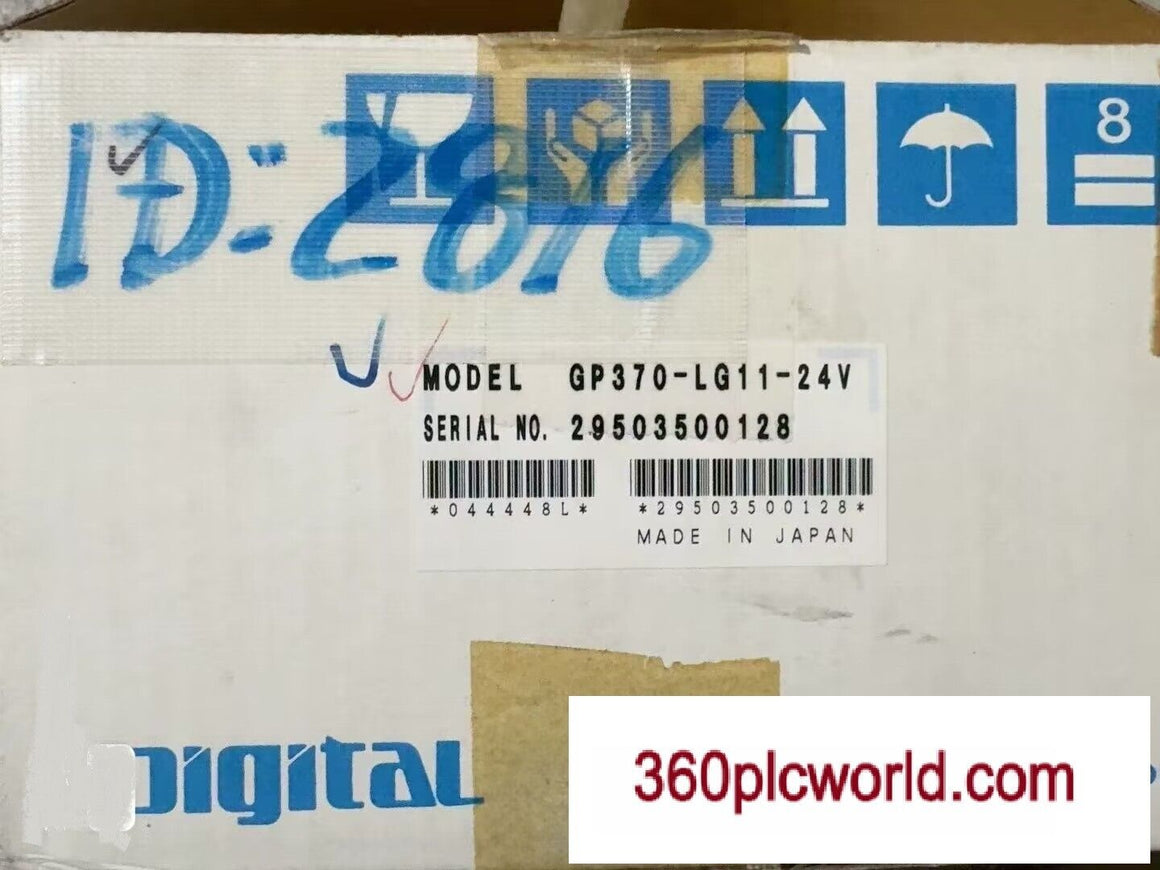 8
ID=2816
MODEL GP370-LG11-24V
SERIAL NO. 29503500128
*044448L* *29503500128*
MADE IN JAPAN
DIGITAL
360plcworld.com